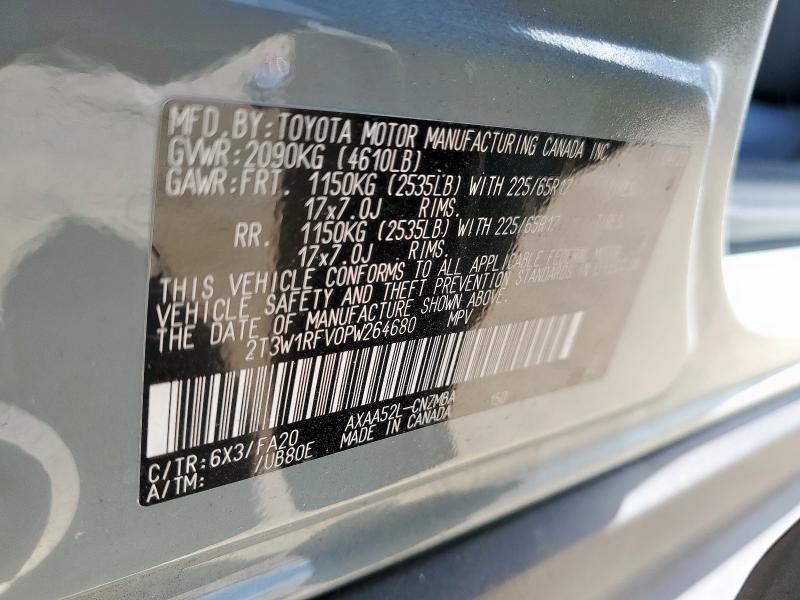 MFD. BY: TOYOTA MOTOR MANUFACTURING CANADA INC.
GVWR: 2090KG (4610LB)
GAWR: FRT. 1150KG (2535LB) WITH 225/65R17 TIRES,
17x7.0J RIMS.
RR. 1150KG (2535LB) WITH 225/65R17 TIRES,
17x7.0J RIMS.
THIS VEHICLE CONFORMS TO ALL APPLICABLE FEDERAL MOTOR
VEHICLE SAFETY AND THEFT PREVENTION STANDARDS IN EFFECT ON
THE DATE OF MANUFACTURE SHOWN ABOVE.
2T3W1RFV0PW264680 MPV
C/TR: 6X3/FA20 AXAA52L-CNZMBA 150
A/TM: /UB80E MADE IN CANADA